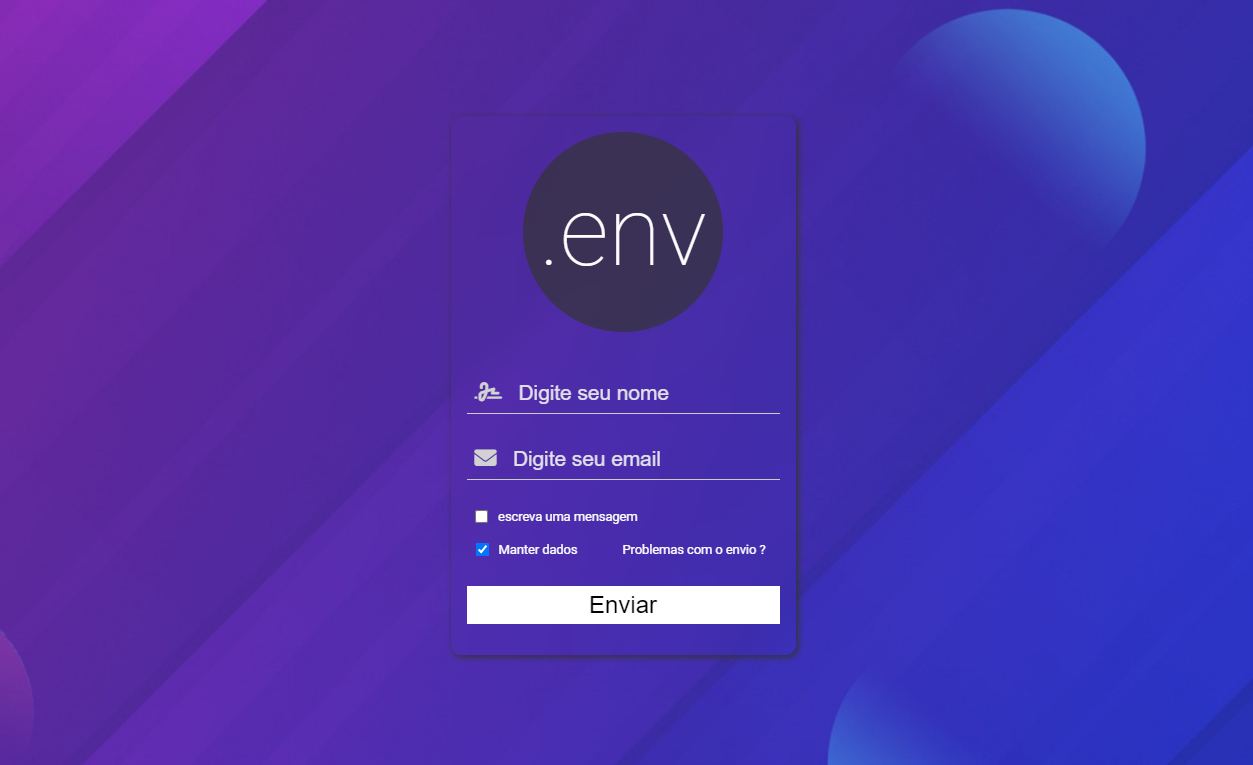 .env
Digite seu nome
Digite seu email
escreva uma mensagem
Manter dados Problemas com o envio ?
Enviar